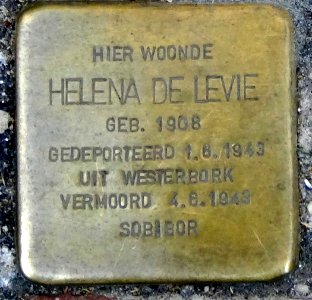 HIER WOONDE
HELENA DE LEVIE
GEB. 1908
GEDEPORTEERD 1.6.1943
UIT WESTERBORK
VERMOORD 4.6.1943
SOBIBOR